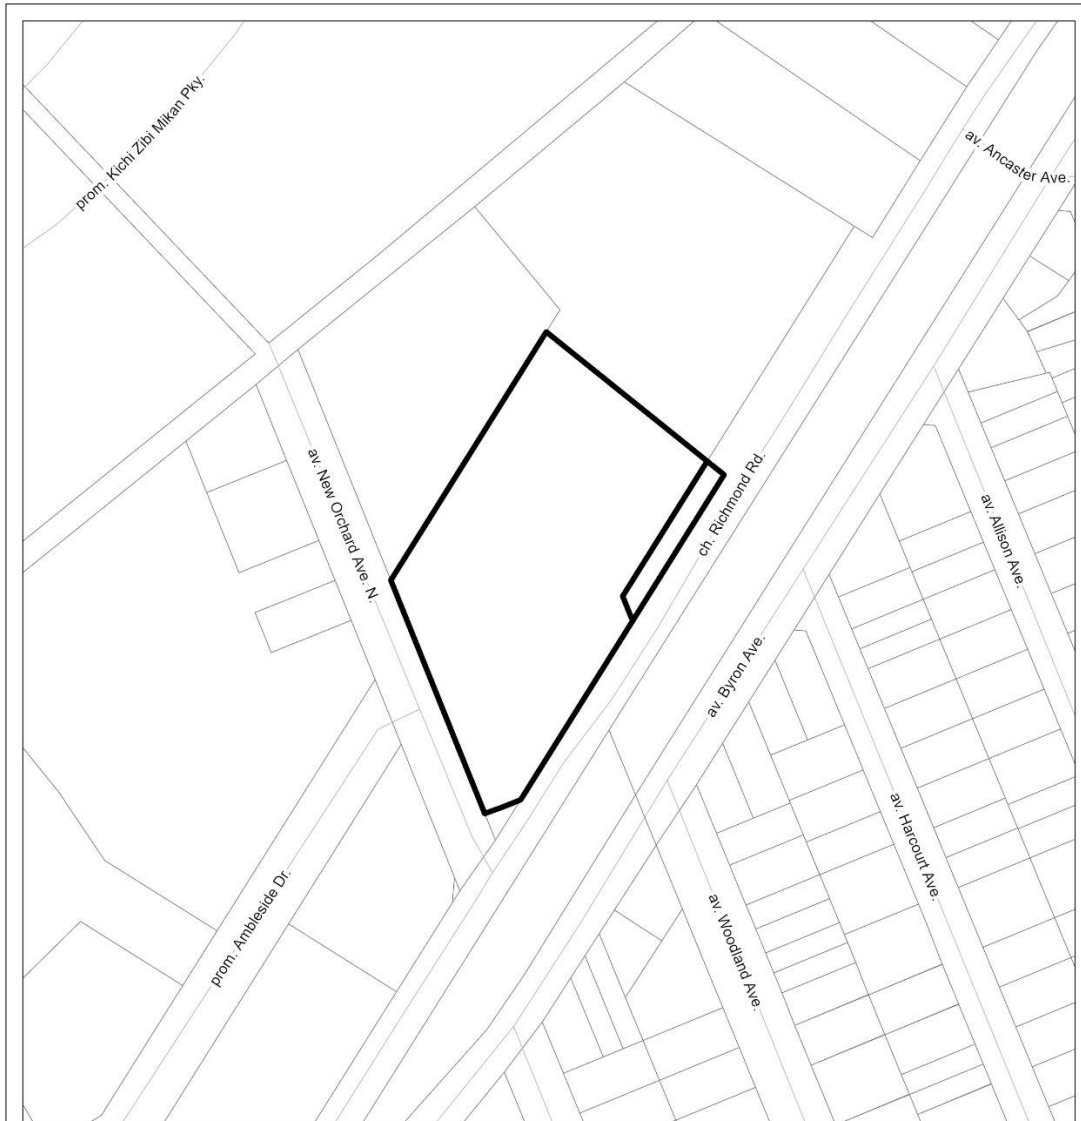 prom. Kichi Zibi Mikan Pky.
av. Ancaster Ave.
av. New Orchard Ave. N.
ch. Richmond Rd.
av. Allison Ave.
av. Byron Ave.
av. Harcourt Ave.
prom. Ambleside Dr.
av. Woodland Ave.